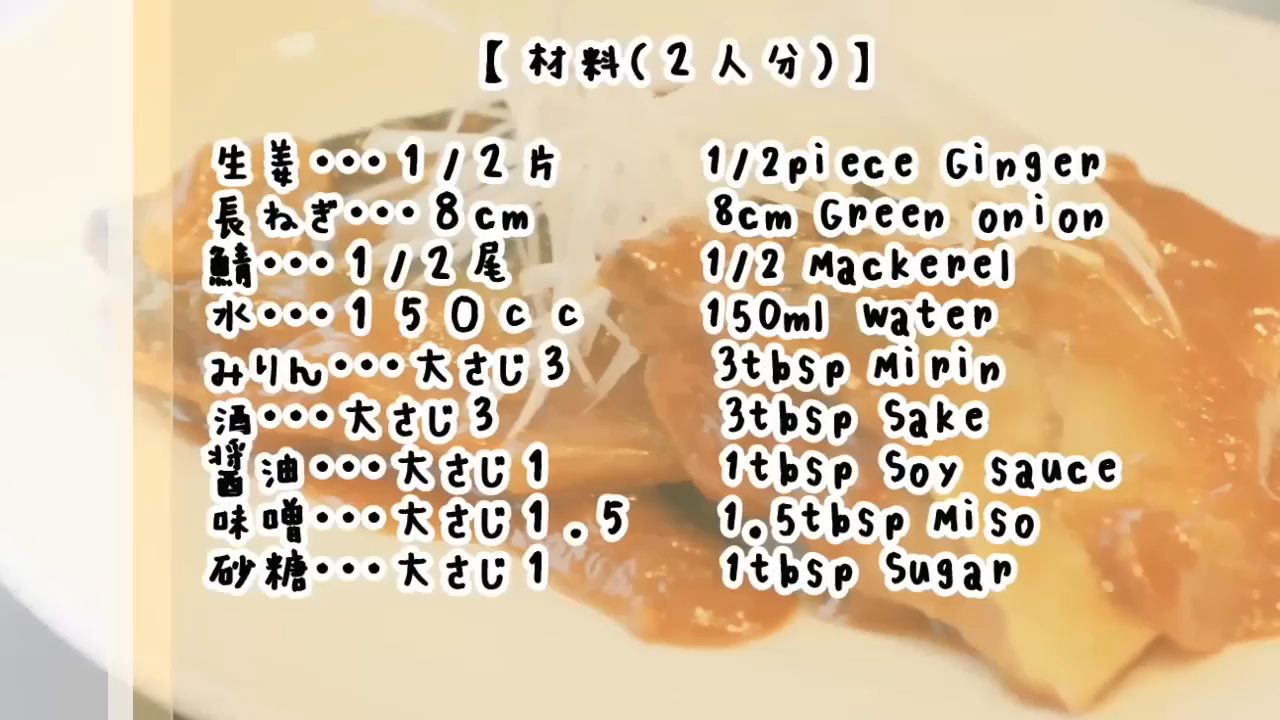 【材料(2人分)】
生姜・・・1/2片 1/2piece Ginger
長ねぎ・・・8cm 8cm Green onion
鯖・・・1/2尾 1/2 Mackerel
水・・・150cc 150ml water
みりん・・・大さじ3 3tbsp Mirin
酒・・・大さじ3 3tbsp Sake
醤油・・・大さじ1 1tbsp Soy sauce
味噌・・・大さじ1.5 1.5tbsp Miso
砂糖・・・大さじ1 1tbsp Sugar